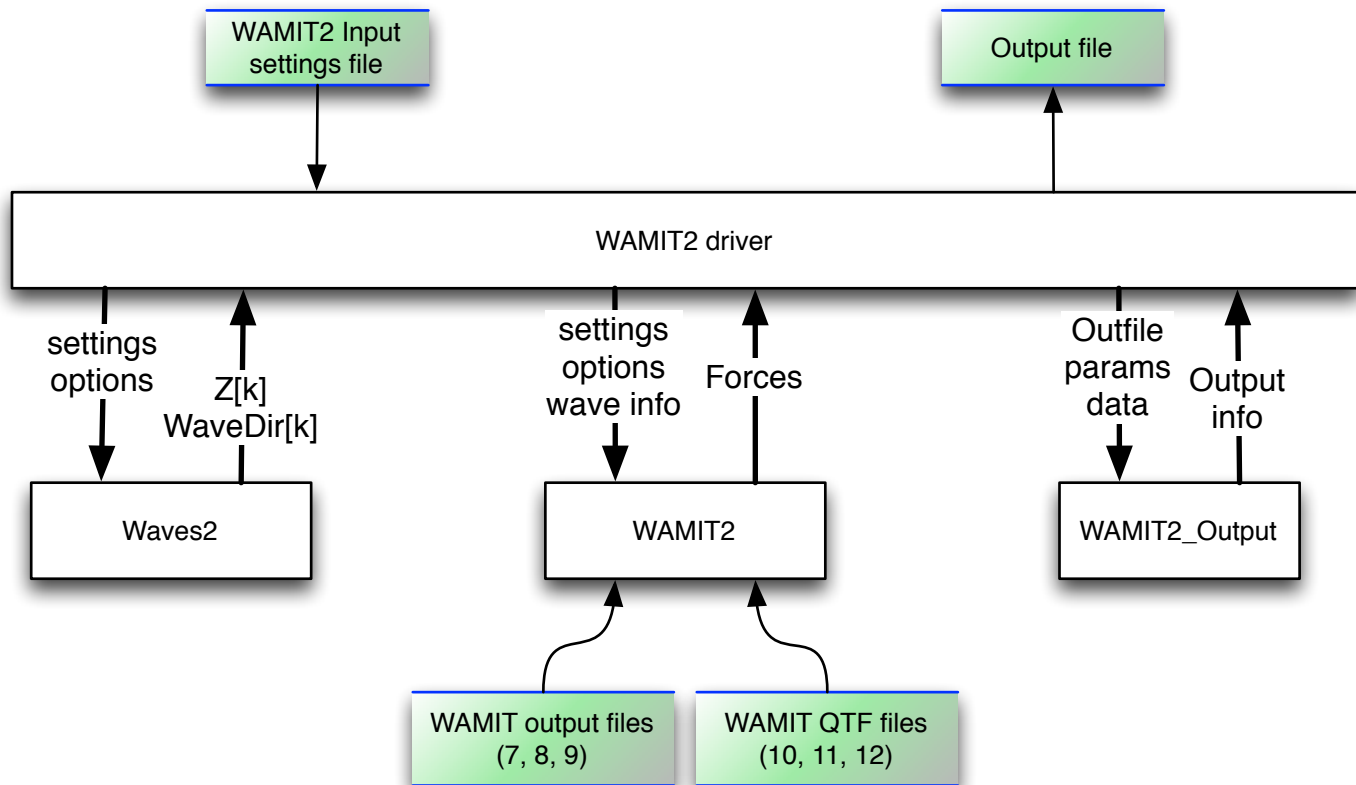 WAMIT2 Input
settings file
Output file
WAMIT2 driver
settings
options
Z[k]
WaveDir[k]
settings
options
wave info
Forces
Outfile
params
data
Output
info
Waves2
WAMIT2
WAMIT2_Output
WAMIT output files
(7, 8, 9)
WAMIT QTF files
(10, 11, 12)